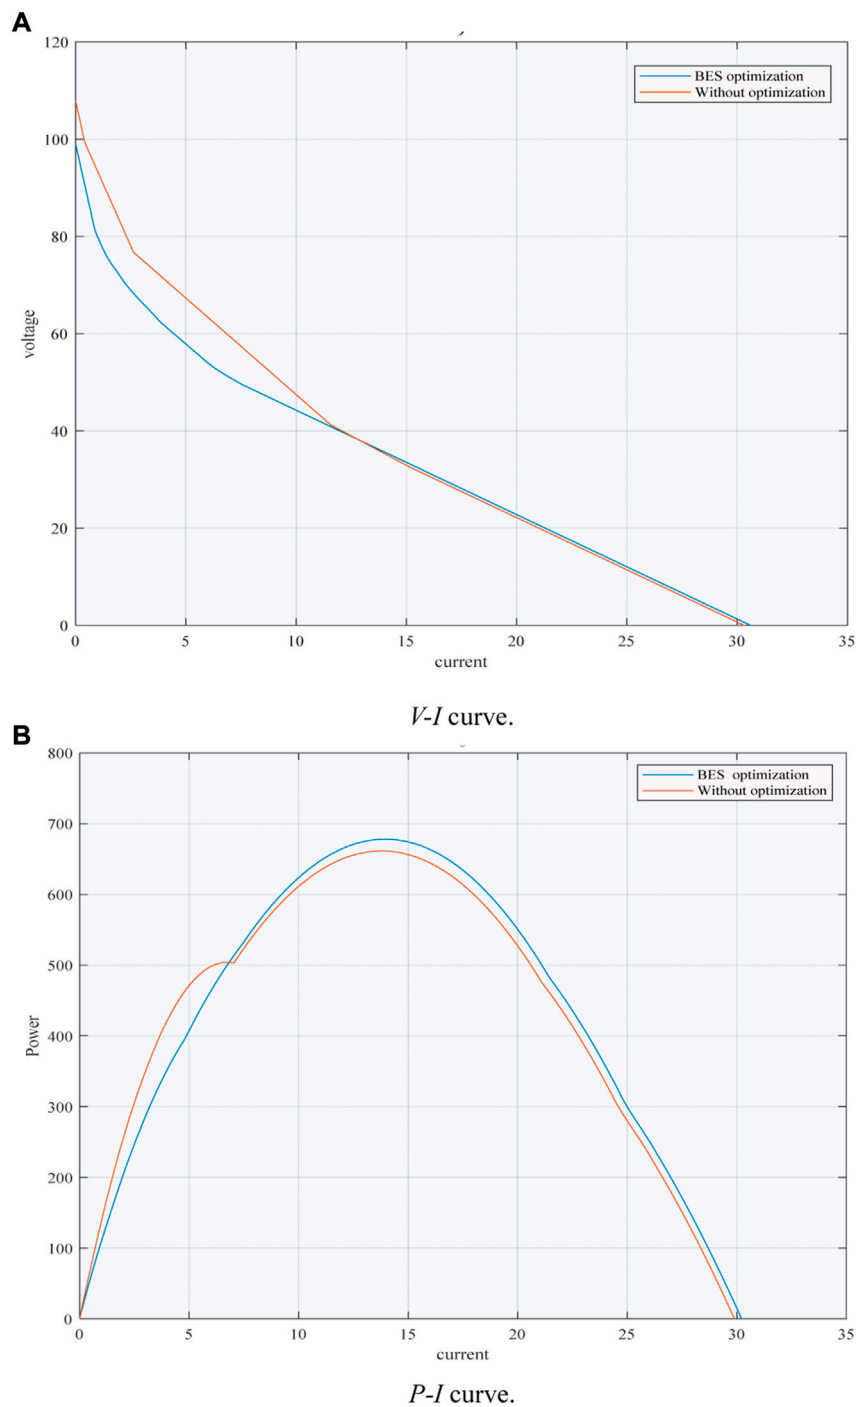 A
120
BES optimization
Without optimization
100
80
voltage
60
40
20
0
0 5 10 15 20 25 30 35
current
V-I curve.
B
800
BES optimization
Without optimization
700
600
500
Power
400
300
200
100
0
0 5 10 15 20 25 30 35
current
P-I curve.